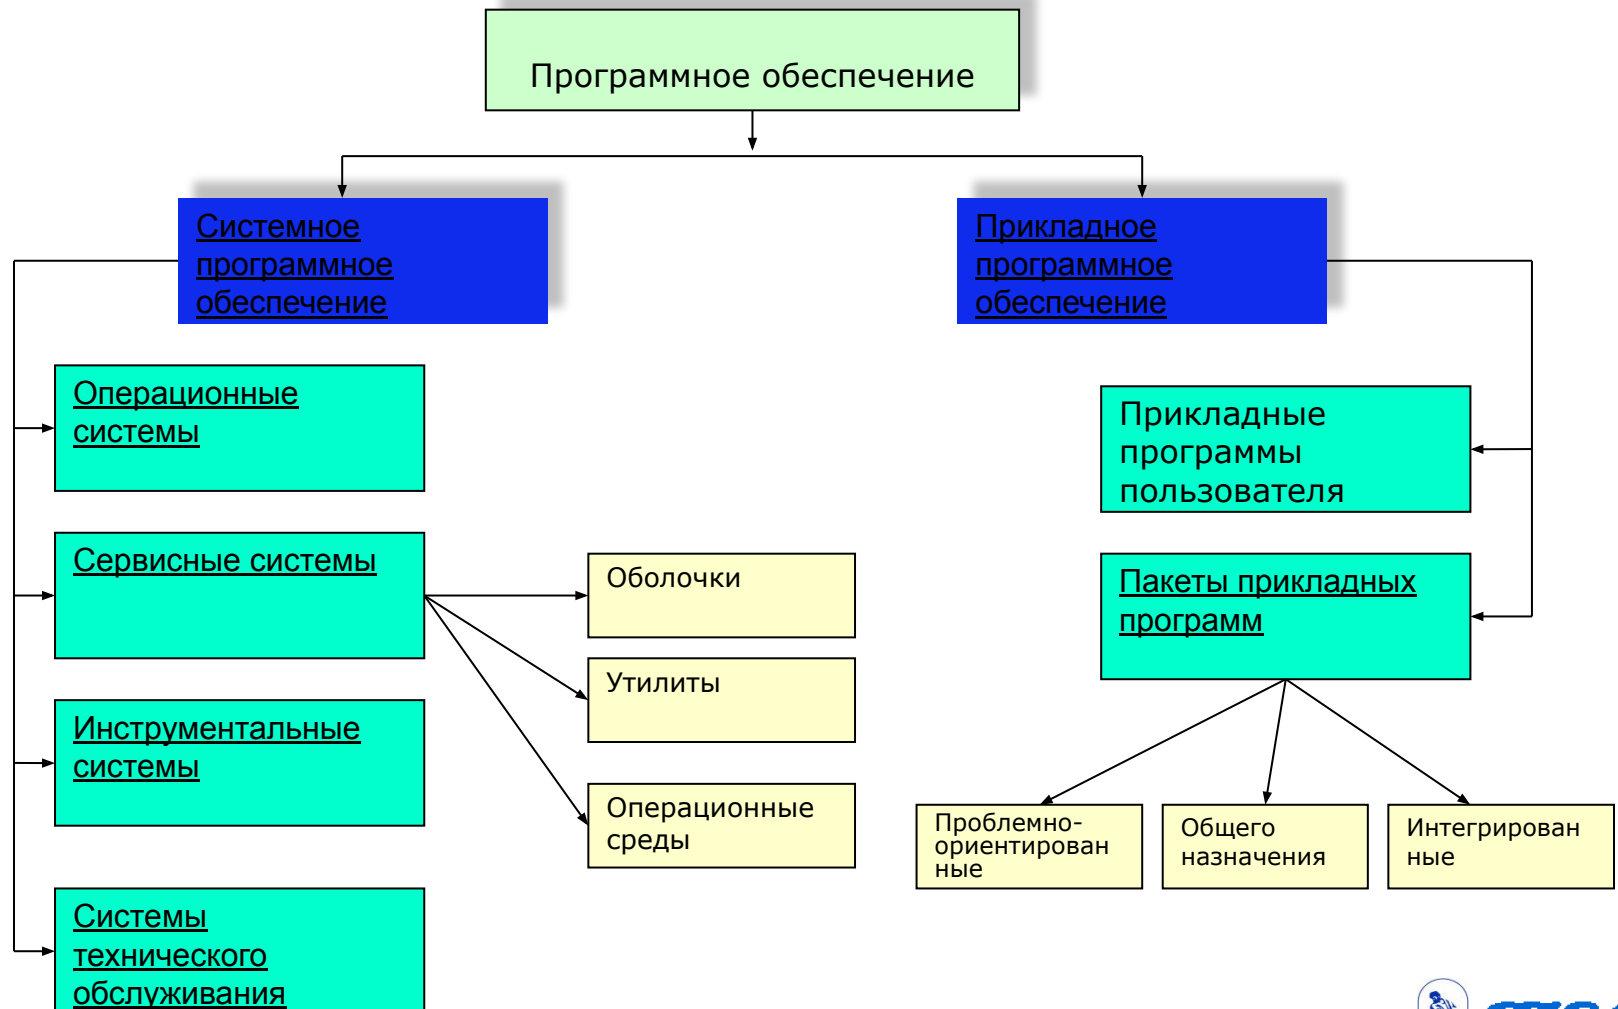 Программное обеспечение
Системное
программное
обеспечение
Прикладное
программное
обеспечение
Операционные
системы
Прикладные
программы
пользователя
Сервисные системы
Оболочки
Утилиты
Операционные
среды
Пакеты прикладных
программ
Инструментальные
системы
Проблемно-
ориентирован
ные
Общего
назначения
Интегрирован
ные
Системы
технического
обслуживания